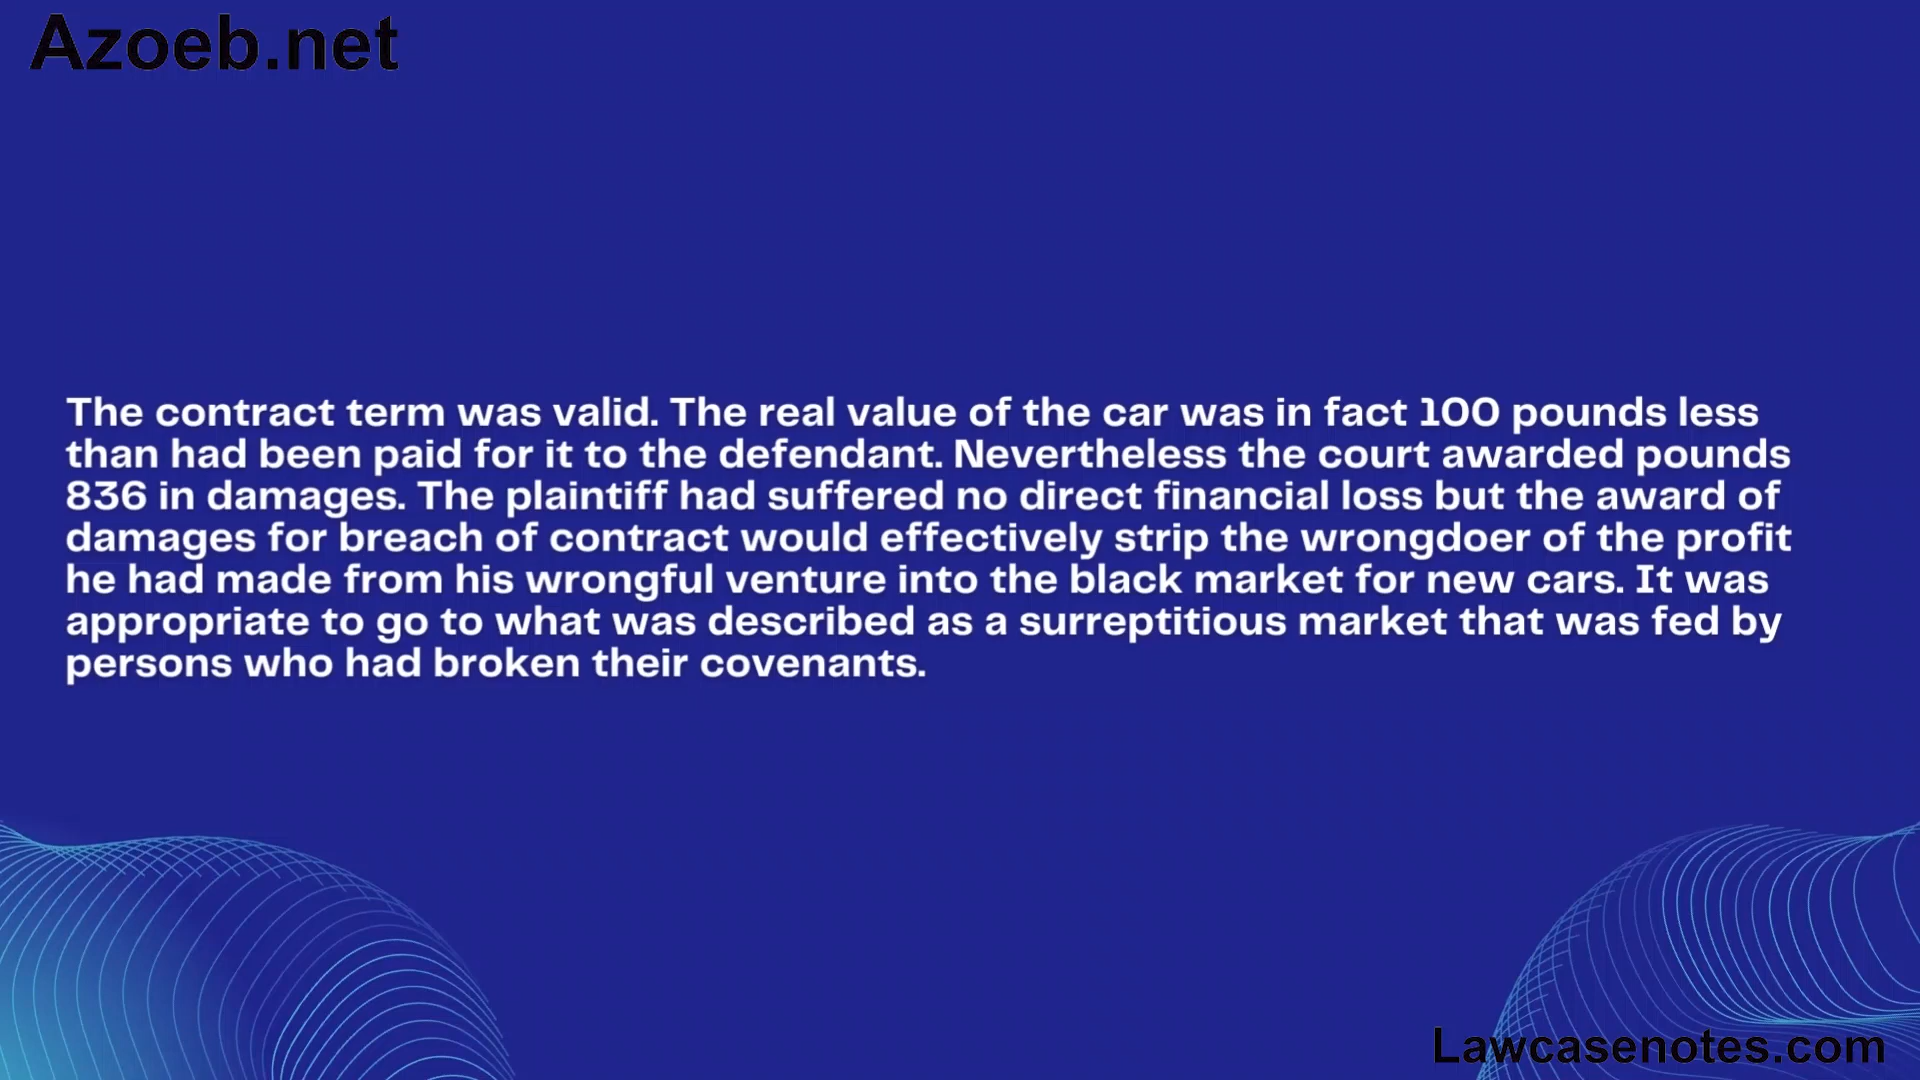 Azoeb.net
The contract term was valid. The real value of the car was in fact 100 pounds less
than had been paid for it to the defendant. Nevertheless the court awarded pounds
836 in damages. The plaintiff had suffered no direct financial loss but the award of
damages for breach of contract would effectively strip the wrongdoer of the profit
he had made from his wrongful venture into the black market for new cars. It was
appropriate to go to what was described as a surreptitious market that was fed by
persons who had broken their covenants.
Lawcasenotes.com